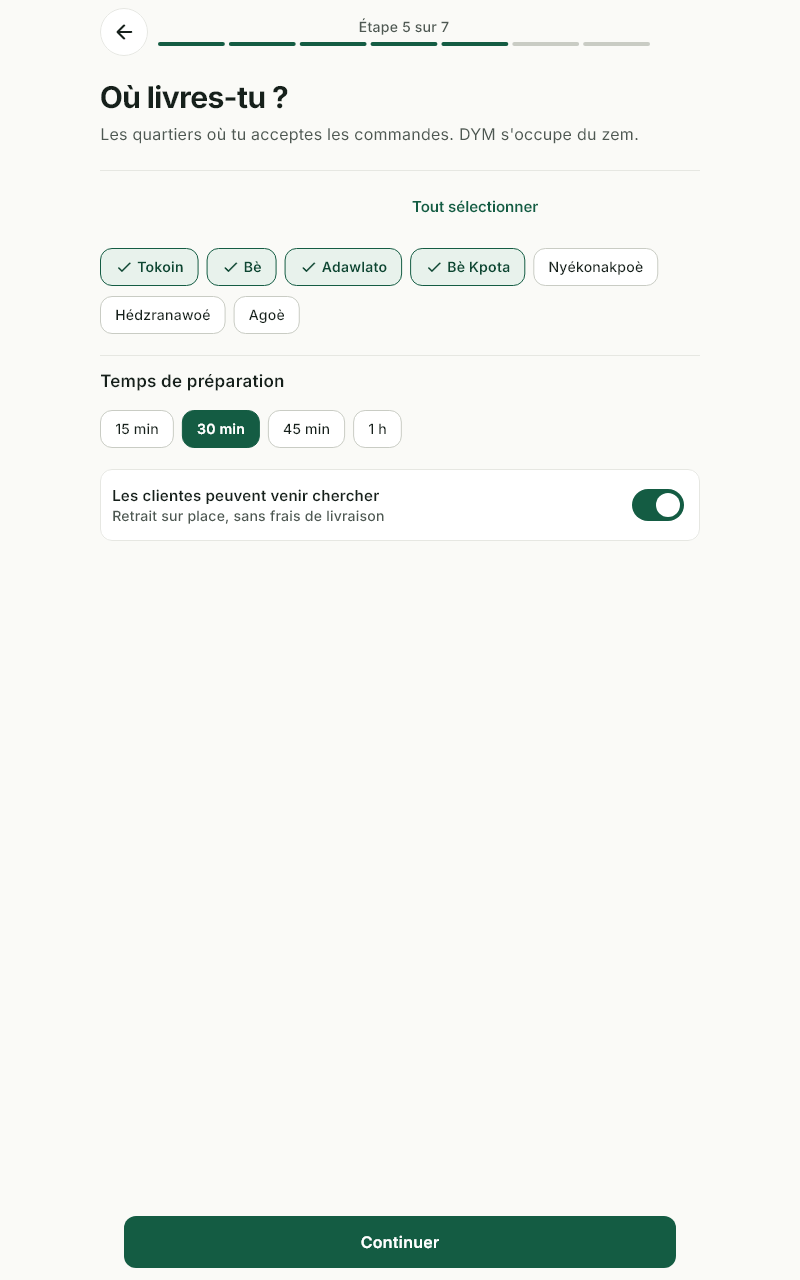 Étape 5 sur 7
Où livres-tu ?
Les quartiers où tu acceptes les commandes. DYM s'occupe du zem.
Tout sélectionner
Tokoin Bè Adawlato Bè Kpota Nyékonakpoè
Hédzranawoé Agoè
Temps de préparation
15 min 30 min 45 min 1 h
Les clientes peuvent venir chercher
Retrait sur place, sans frais de livraison
Continuer